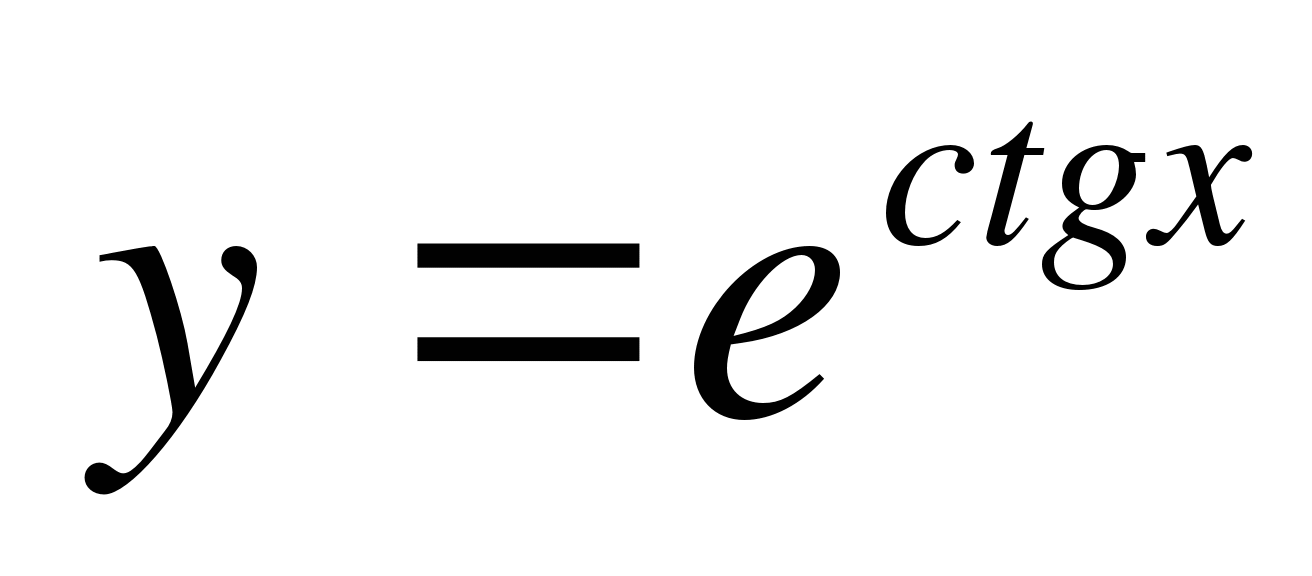 y = e^{ctgx}